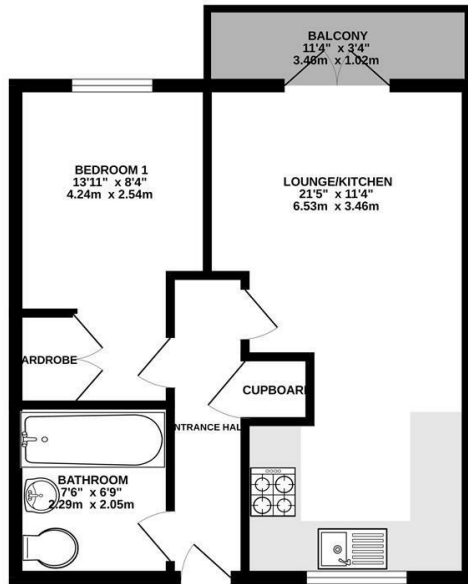 BALCONY
11'4" x 3'4"
3.46m x 1.02m
BEDROOM 1
13'11" x 8'4"
4.24m x 2.54m
LOUNGE/KITCHEN
21'5" x 11'4"
6.53m x 3.46m
ARDROBE
CUPBOARD
NTRANCE HAL
BATHROOM
7'6" x 6'9"
2.29m x 2.05m